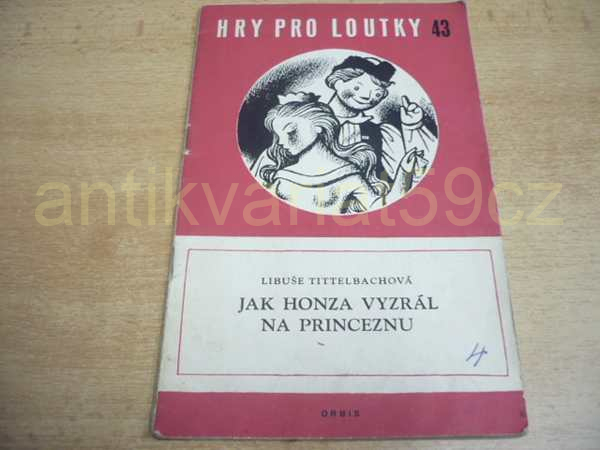 HRY PRO LOUTKY 43
antikvariat59cz
LIBUŠE TITTELBACHOVÁ
JAK HONZA VYZRÁL
NA PRINCEZNU
4
ORBIS